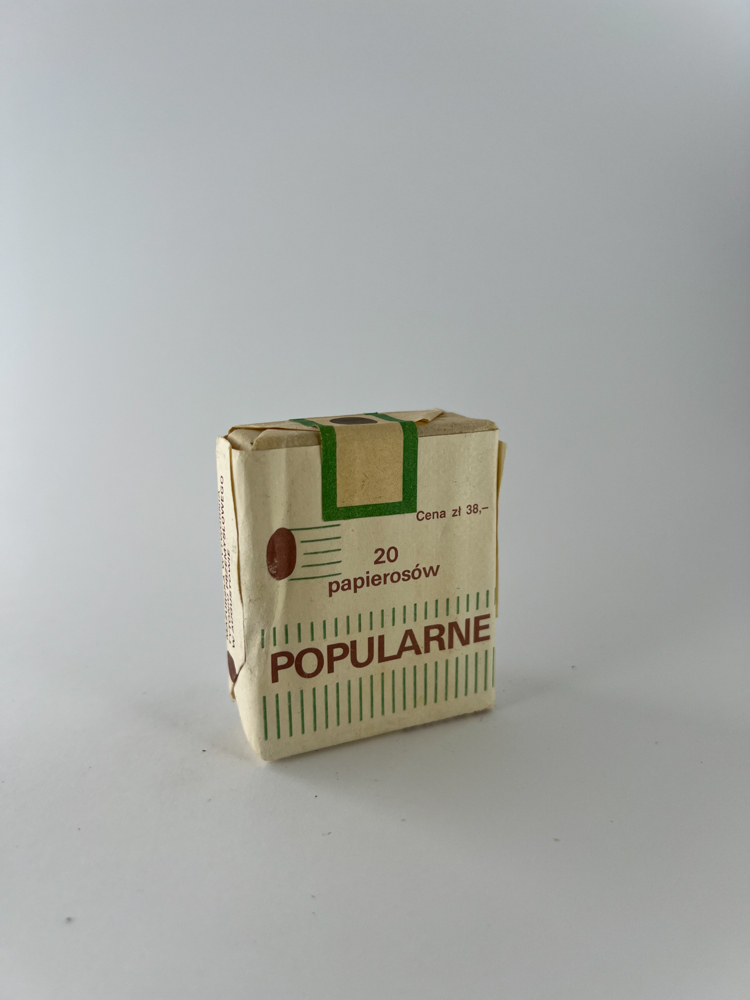 Cena zł 38,–
20
papierosów
POPULARNE